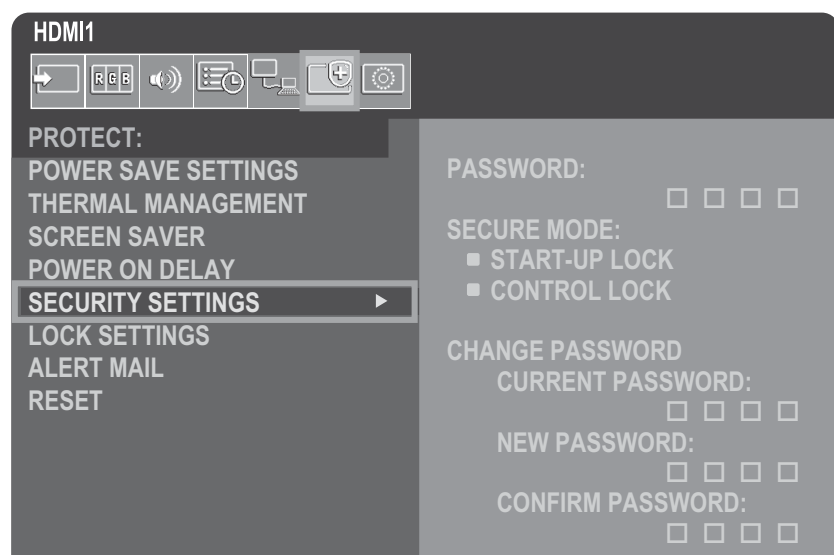 HDMI1
RGB
PROTECT:
POWER SAVE SETTINGS
THERMAL MANAGEMENT
SCREEN SAVER
POWER ON DELAY
SECURITY SETTINGS
LOCK SETTINGS
ALERT MAIL
RESET
PASSWORD:
SECURE MODE:
START-UP LOCK
CONTROL LOCK
CHANGE PASSWORD
CURRENT PASSWORD:
NEW PASSWORD:
CONFIRM PASSWORD: